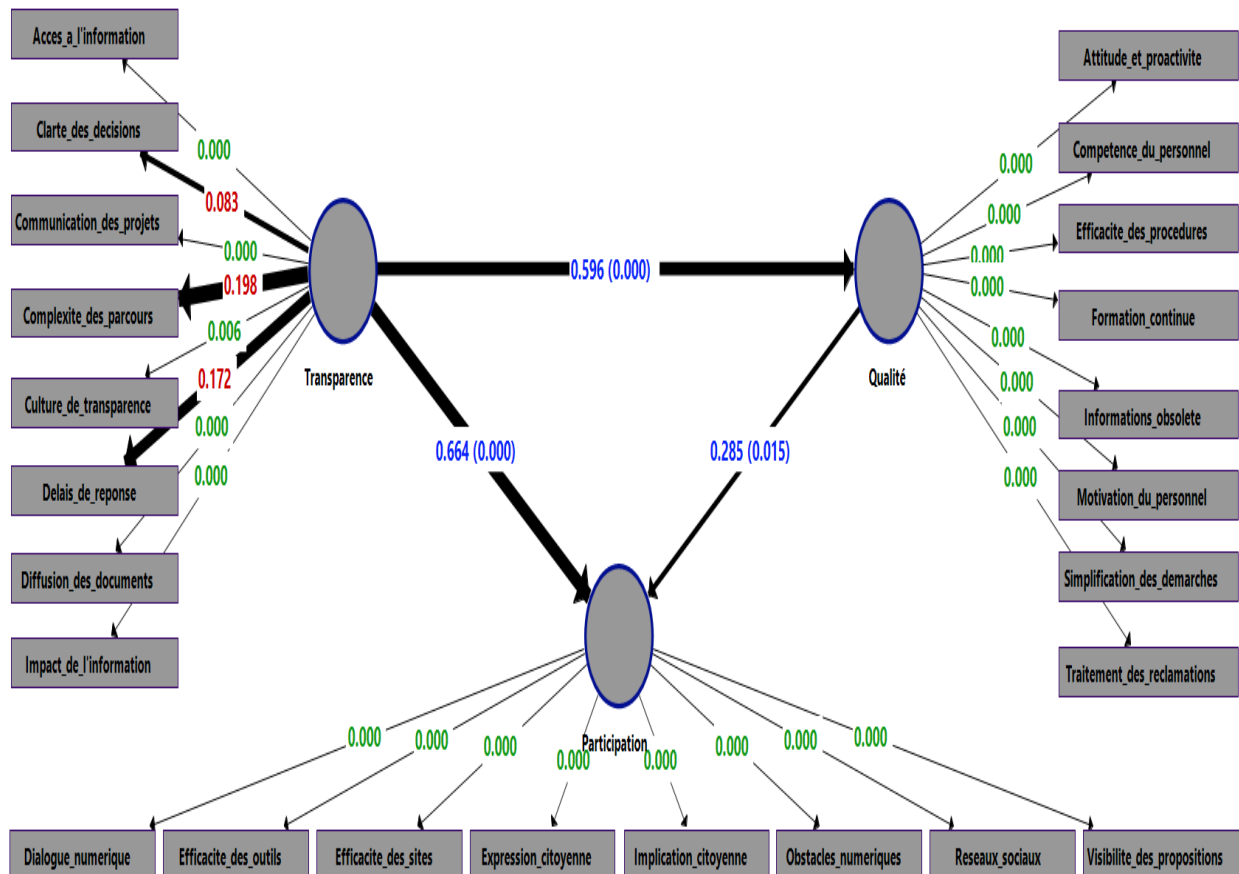 Acces_a_l'information
Clarte_des_decisions
Communication_des_projets
Complexite_des_parcours
Culture_de_transparence
Delais_de_reponse
Diffusion_des_documents
Impact_de_l'information
0.000
0.083
0.000
0.198
0.006
0.172
0.000
0.000
Transparence
0.596 (0.000)
0.664 (0.000)
0.285 (0.015)
Qualité
0.000
0.000
0.000
0.000
0.000
0.000
0.000
0.000
Attitude_et_proactivite
Competence_du_personnel
Efficacite_des_procedures
Formation_continue
Informations_obsolete
Motivation_du_personnel
Simplification_des_demarches
Traitement_des_reclamations
Participation
0.000
0.000
0.000
0.000
0.000
0.000
0.000
0.000
Dialogue_numerique
Efficacite_des_outils
Efficacite_des_sites
Expression_citoyenne
Implication_citoyenne
Obstacles_numeriques
Reseaux_sociaux
Visibilite_des_propositions